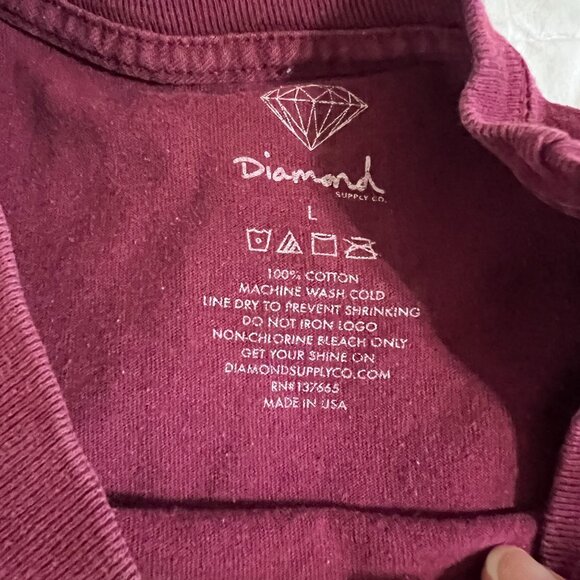 Diamond
SUPPLY CO.
L
100% COTTON
MACHINE WASH COLD
LINE DRY TO PREVENT SHRINKING
DO NOT IRON LOGO
NON-CHLORINE BLEACH ONLY
GET YOUR SHINE ON
DIAMONDSUPPLYCO.COM
RN#137665
MADE IN USA